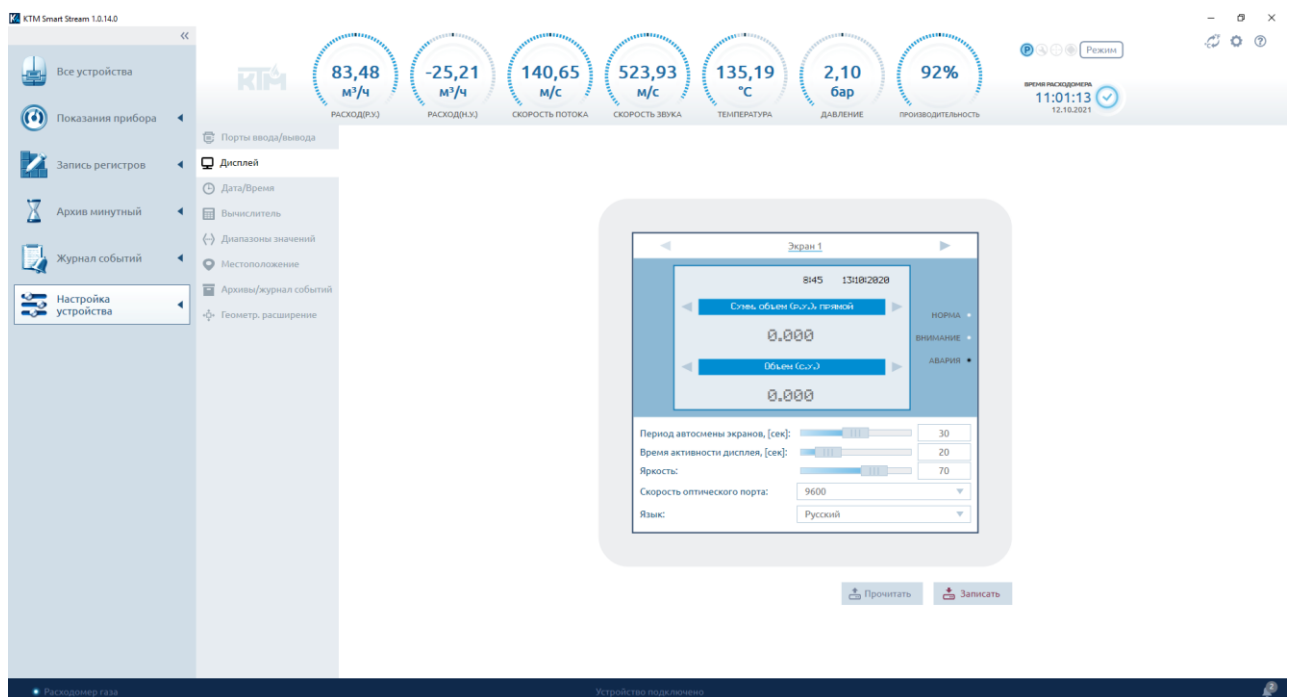 KTM Smart Stream 1.0.14.0
Все устройства
Показания прибора
Запись регистров
Архив минутный
Журнал событий
Настройка
устройства
КТМ
83,48
м³/ч
РАСХОД(Р.У.)
-25,21
м³/ч
РАСХОД(Н.У.)
140,65
м/с
СКОРОСТЬ ПОТОКА
523,93
м/с
СКОРОСТЬ ЗВУКА
135,19
°C
ТЕМПЕРАТУРА
2,10
бар
ДАВЛЕНИЕ
92%
ПРОИЗВОДИТЕЛЬНОСТЬ
P
Режим
ВРЕМЯ РАСХОДОМЕРА
11:01:13
12.10.2021
Порты ввода/вывода
Дисплей
Дата/Время
Вычислитель
Диапазоны значений
Местоположение
Архивы/журнал событий
Геометр. расширение
Экран 1
8:45 13:10:2020
Сумм. объем (р.у.), прямой
0.000
Объем (с.у.)
0.000
НОРМА
ВНИМАНИЕ
АВАРИЯ
Период автосмены экранов, [сек]: 30
Время активности дисплея, [сек]: 20
Яркость: 70
Скорость оптического порта: 9600
Язык: Русский
Прочитать
Записать
Расходомер газа
Устройство подключено
2